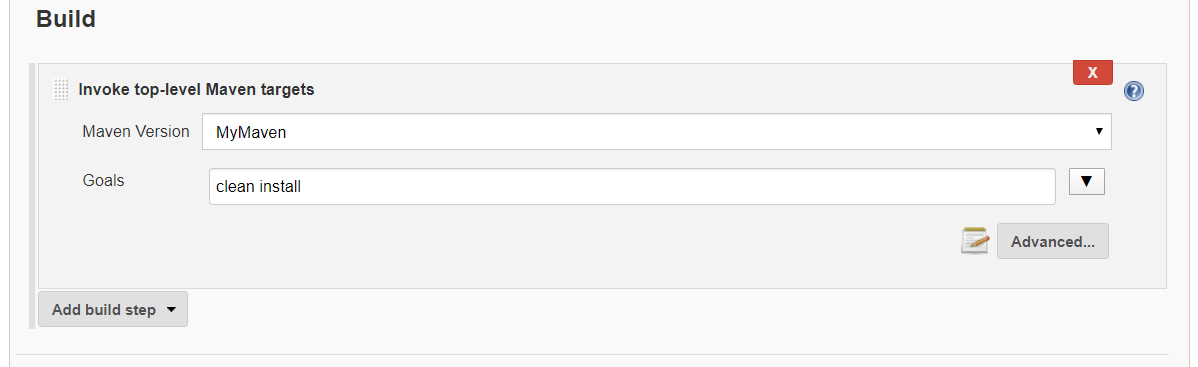 Build
Invoke top-level Maven targets
X
?
Maven Version
MyMaven
Goals
clean install
Advanced...
Add build step